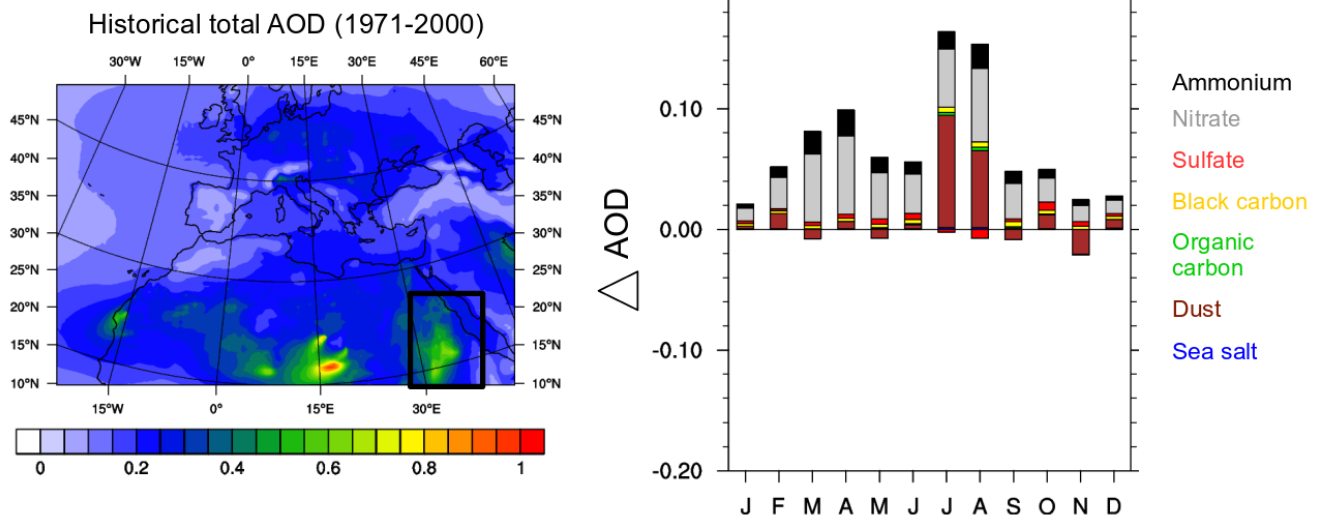 Historical total AOD (1971-2000)
30°W 15°W 0° 15°E 30°E 45°E 60°E
45°N 45°N
40°N 40°N
35°N 35°N
30°N 30°N
25°N 25°N
20°N 20°N
15°N 15°N
10°N 10°N
15°W 0° 15°E 30°E
0 0.2 0.4 0.6 0.8 1
△ AOD
0.10
0.00
-0.10
-0.20
J F M A M J J A S O N D
Ammonium
Nitrate
Sulfate
Black carbon
Organic
carbon
Dust
Sea salt